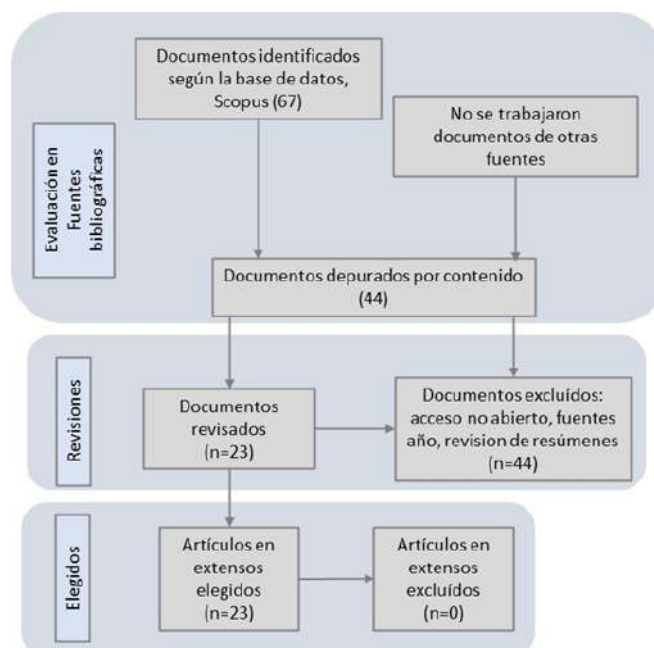 Documentos identificados
según la base de datos,
Scopus (67)
No se trabajaron
documentos de otras
fuentes
Evaluación en
Fuentes
bibliográficas
Documentos depurados por contenido
(44)
Revisiones
Documentos
revisados
(n=23)
Documentos excluídos:
acceso no abierto, fuentes
año, revision de resúmenes
(n=44)
Elegidos
Artículos en
extensos
elegidos
(n=23)
Artículos en
extensos
excluídos
(n=0)